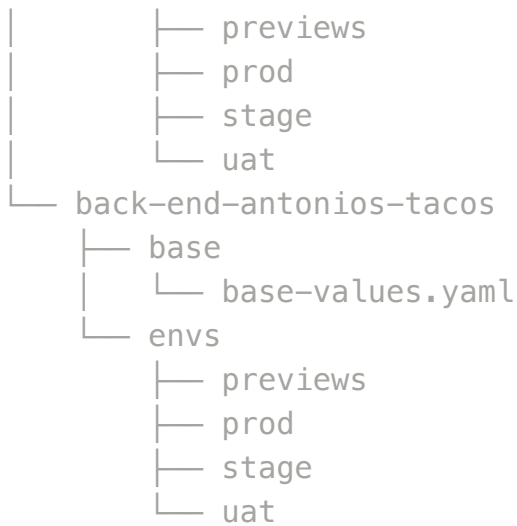 │       ├── previews
│       ├── prod
│       ├── stage
│       └── uat
└── back-end-antonios-tacos
    ├── base
    │   └── base-values.yaml
    └── envs
        ├── previews
        ├── prod
        ├── stage
        └── uat